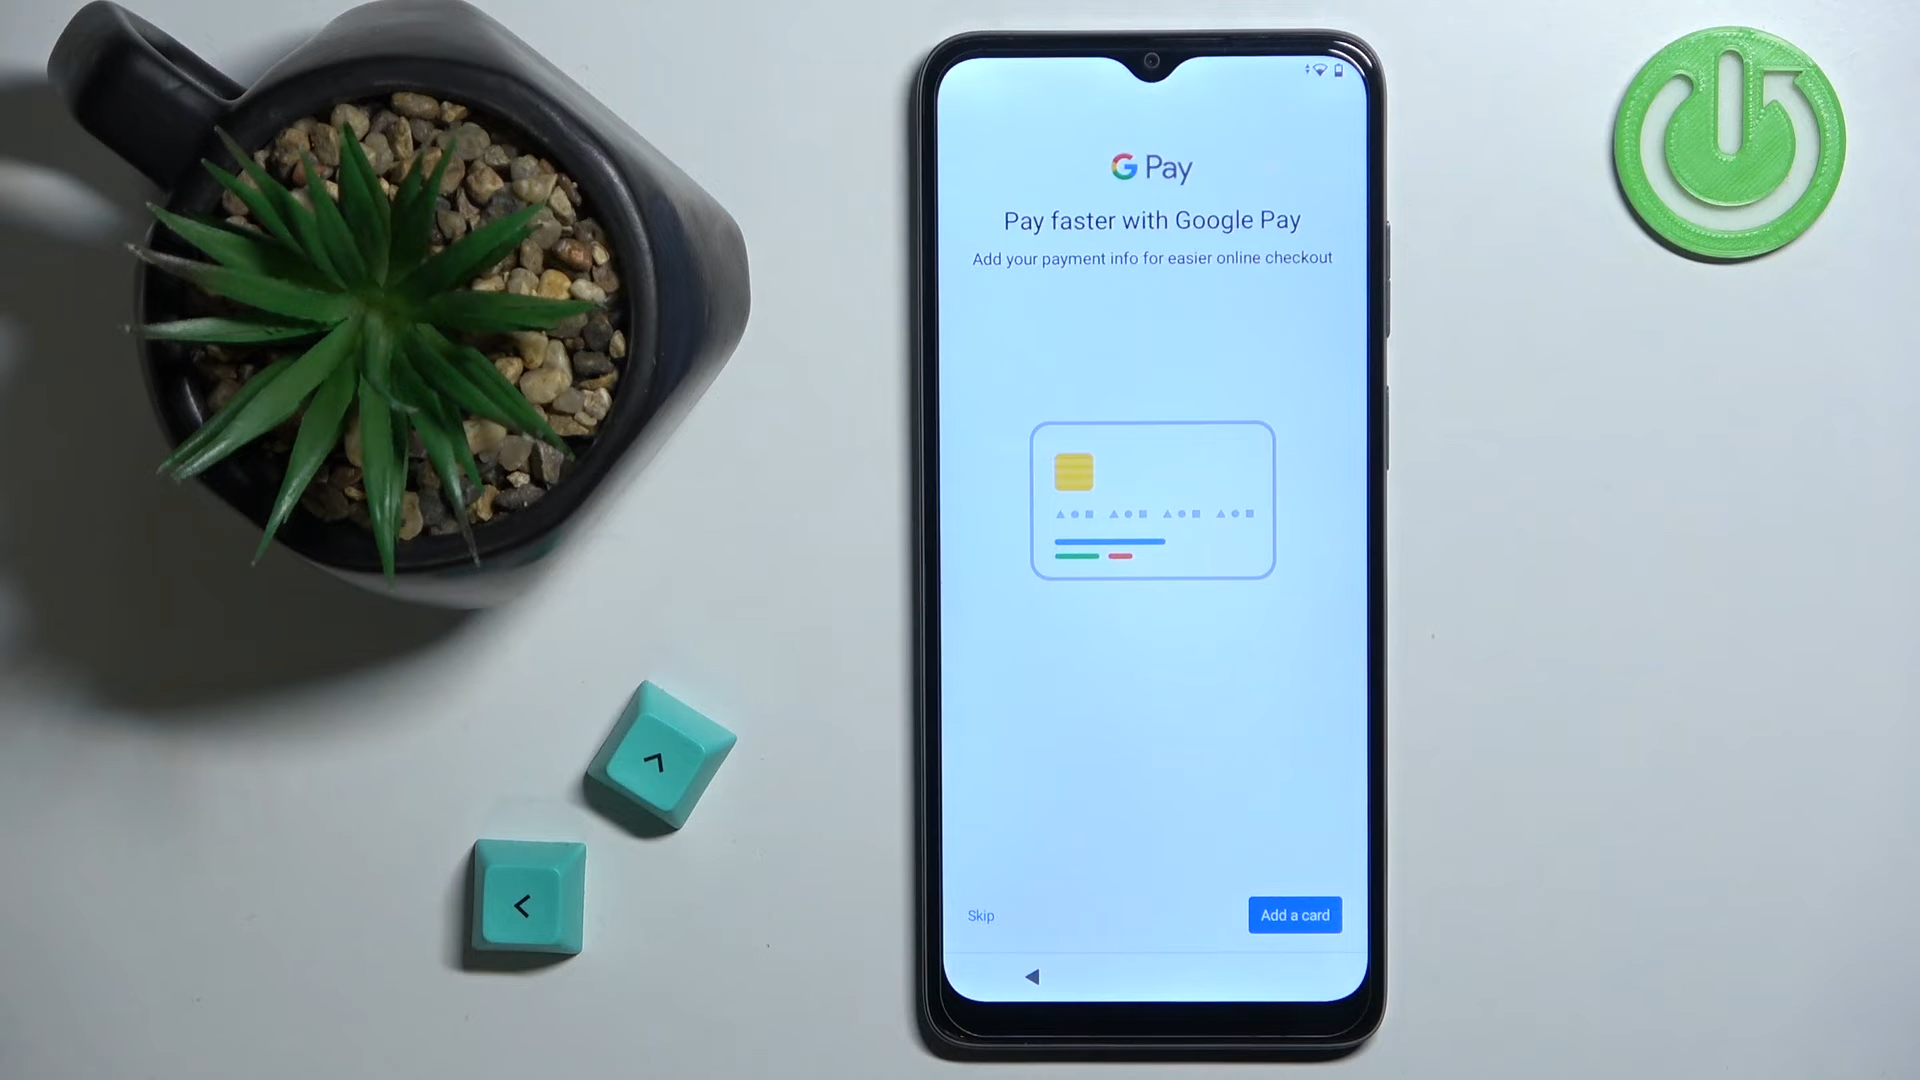 G Pay
Pay faster with Google Pay
Add your payment info for easier online checkout
Skip
Add a card
^
<